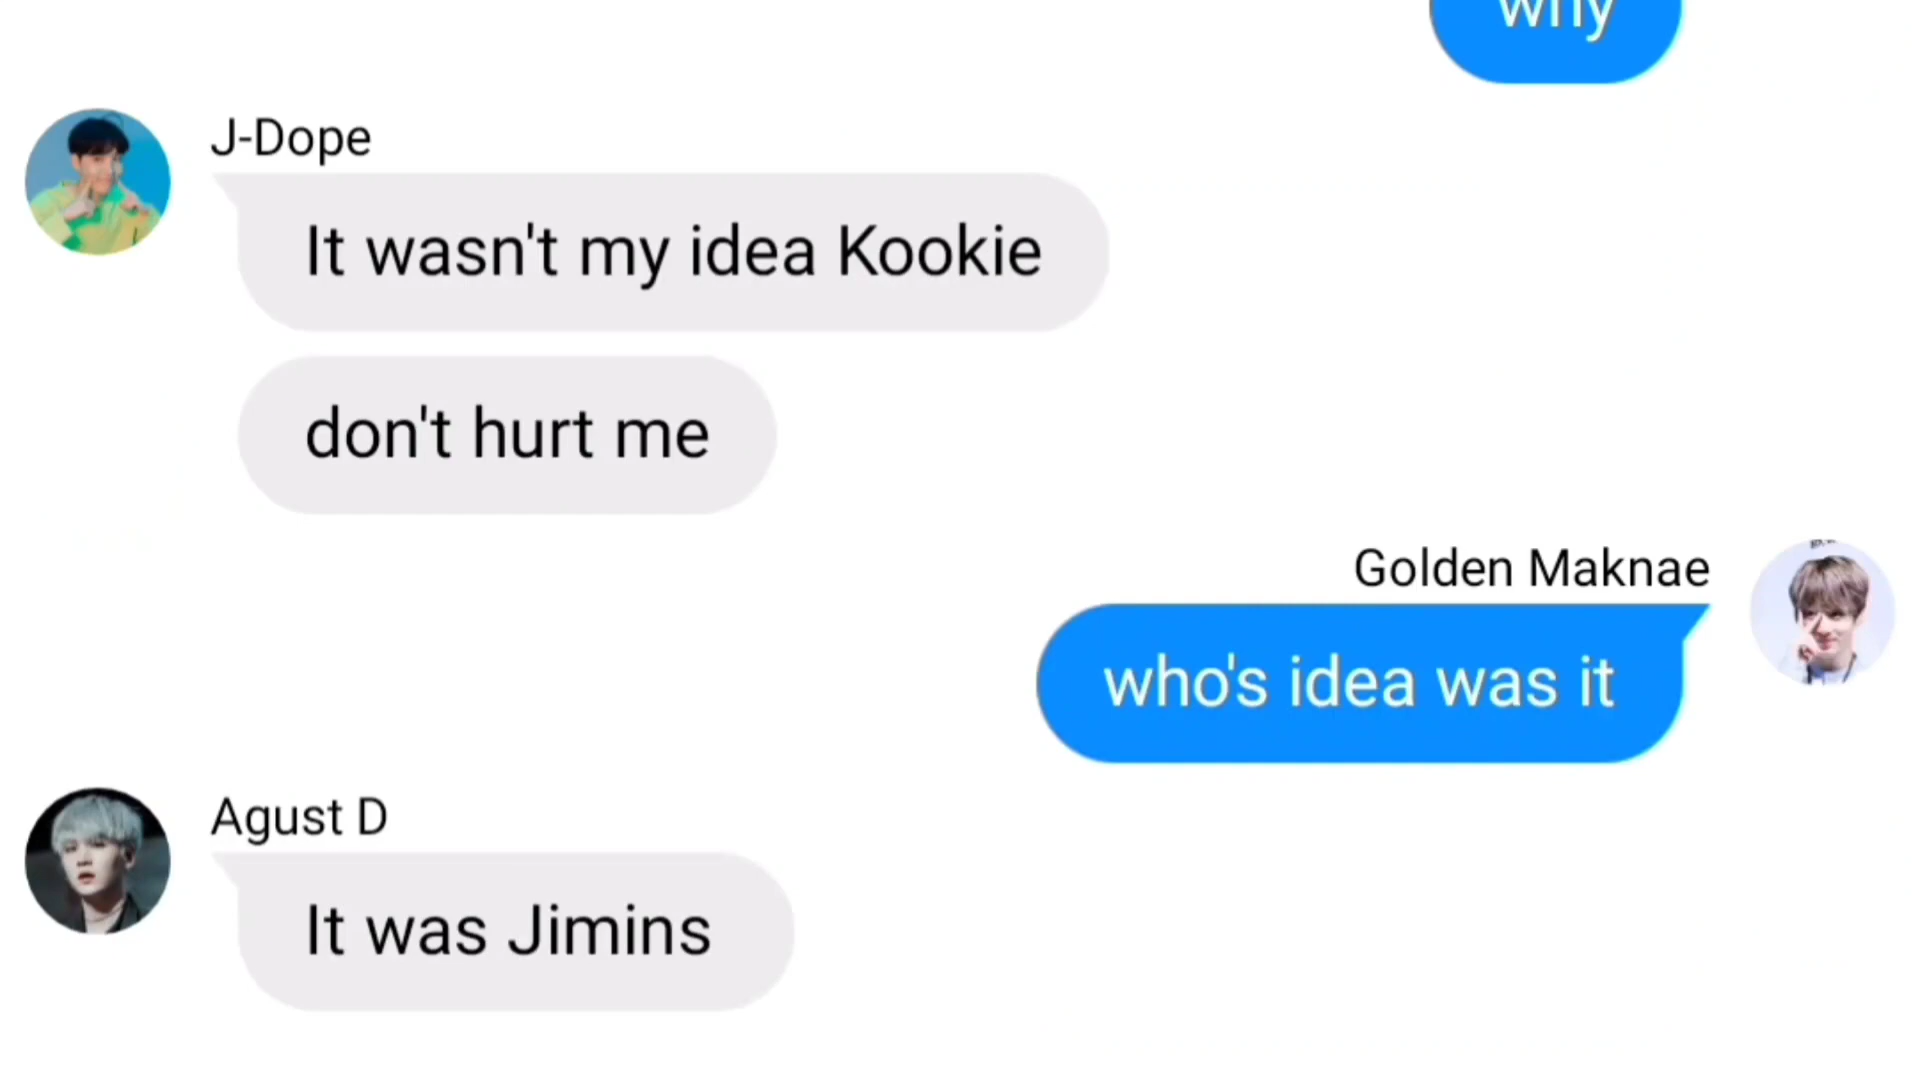 why
J-Dope
It wasn't my idea Kookie
don't hurt me
Golden Maknae
who's idea was it
Agust D
It was Jimins